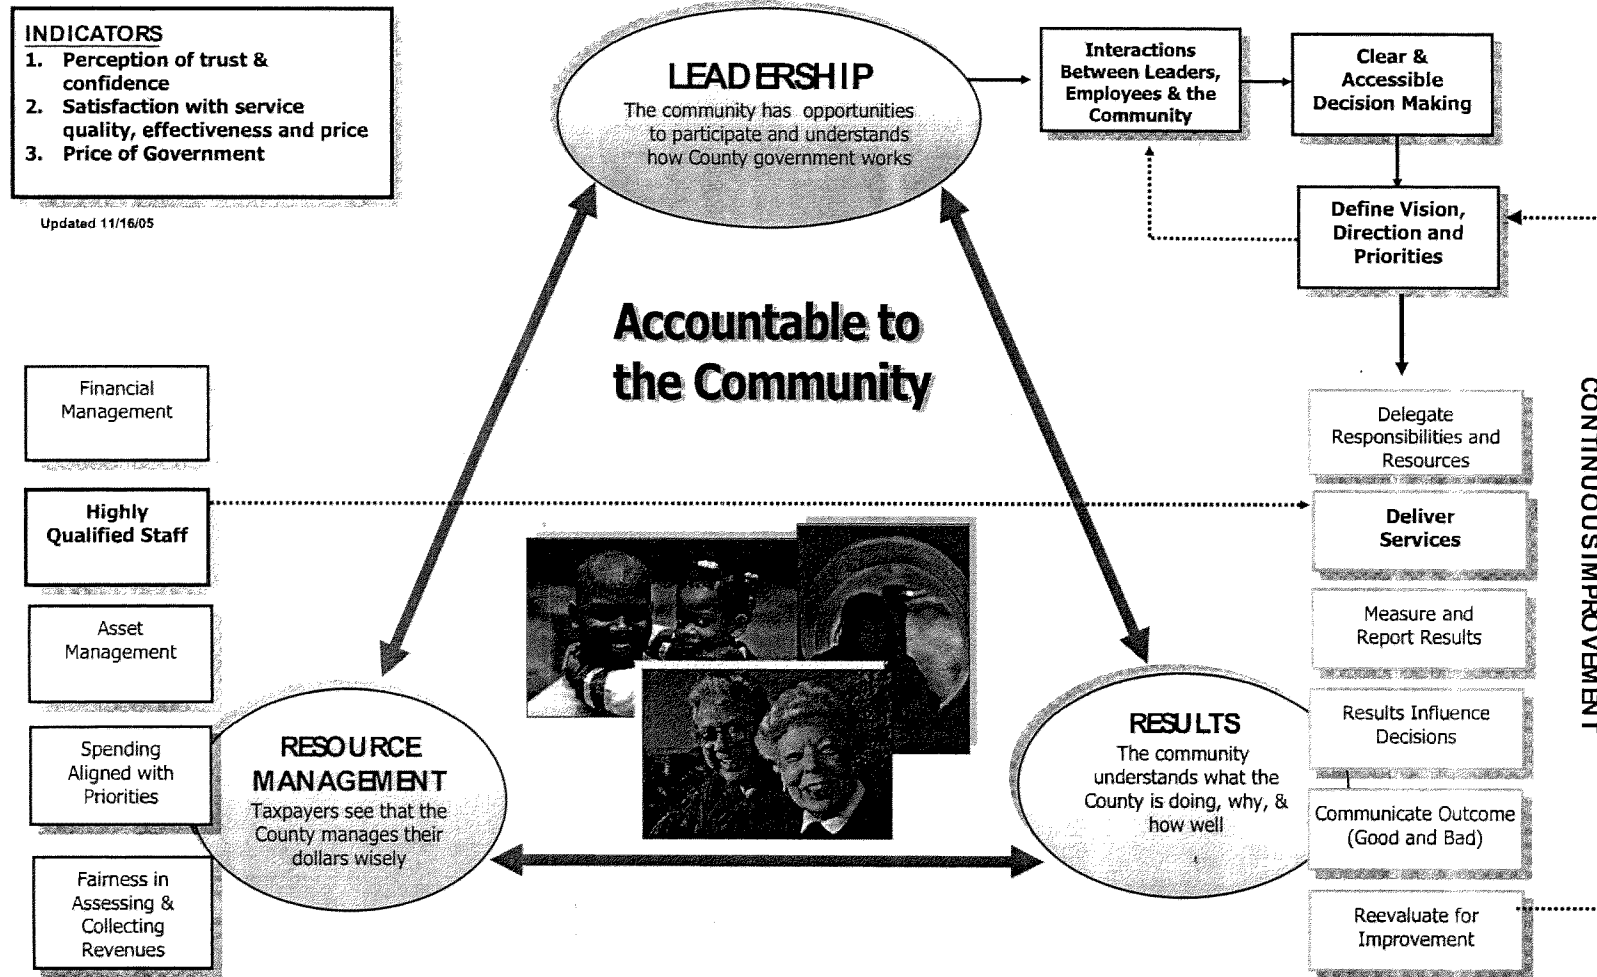 INDICATORS
1. Perception of trust &
confidence
2. Satisfaction with service
quality, effectiveness and price
3. Price of Government
Updated 11/16/05
LEADERSHIP
The community has opportunities
to participate and understands
how County government works
Interactions
Between Leaders,
Employees & the
Community
Clear &
Accessible
Decision Making
Define Vision,
Direction and
Priorities
Accountable to
the Community
Financial
Management
Highly
Qualified Staff
Asset
Management
Spending
Aligned with
Priorities
Fairness in
Assessing &
Collecting
Revenues
RESOURCE
MANAGEMENT
Taxpayers see that the
County manages their
dollars wisely
RESULTS
The community
understands what the
County is doing, why, &
how well
Delegate
Responsibilities and
Resources
Deliver
Services
Measure and
Report Results
Results Influence
Decisions
Communicate Outcome
(Good and Bad)
Reevaluate for
Improvement
CONTINUOUS IMPROVEMENT